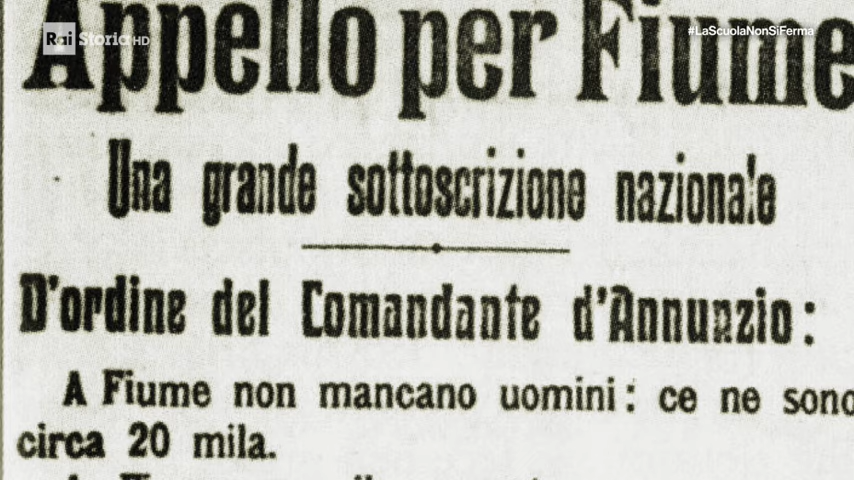 Rai Storia HD
#LaScuolaNonSiFerma
Appello per Fiume
Una grande sottoscrizione nazionale
D'ordine del Comandante d'Annunzio:
A Fiume non mancano uomini: ce ne sono
circa 20 mila.